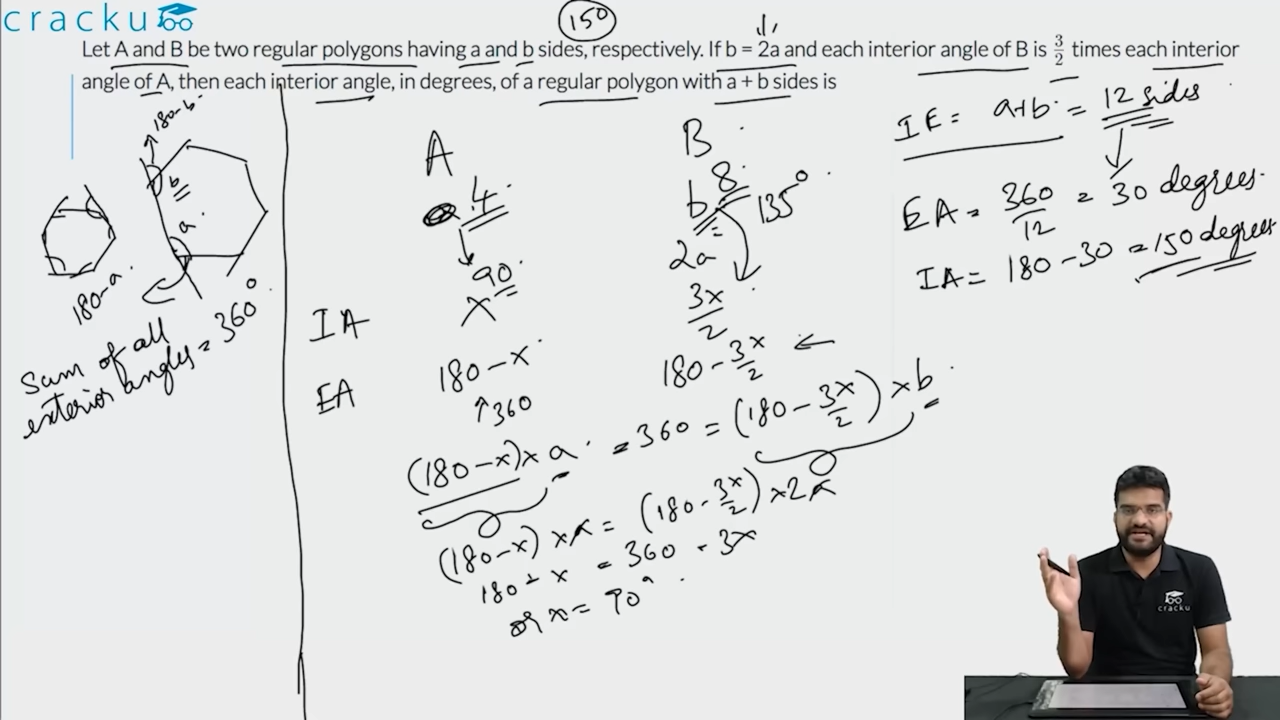 cracku
150
Let A and B be two regular polygons having a and b sides, respectively. If b = 2a and each interior angle of B is 3/2 times each interior
angle of A, then each interior angle, in degrees, of a regular polygon with a + b sides is
180-b
b
a
180-a
Sum of all
exterior angles = 360°
A
B
4
b 8
135°
2a
IA
90
x
3x/2
EA
180-x
180-3x/2 ←
↑360
(180-x)×a = 360 = (180-3x/2)×b
(180-x)×a = (180-3x/2)×2a
180-x = 360-3x
or x = 90°
IE = a+b = 12 sides
EA = 360/12 = 30 degrees
IA = 180-30 = 150 degrees
cracku